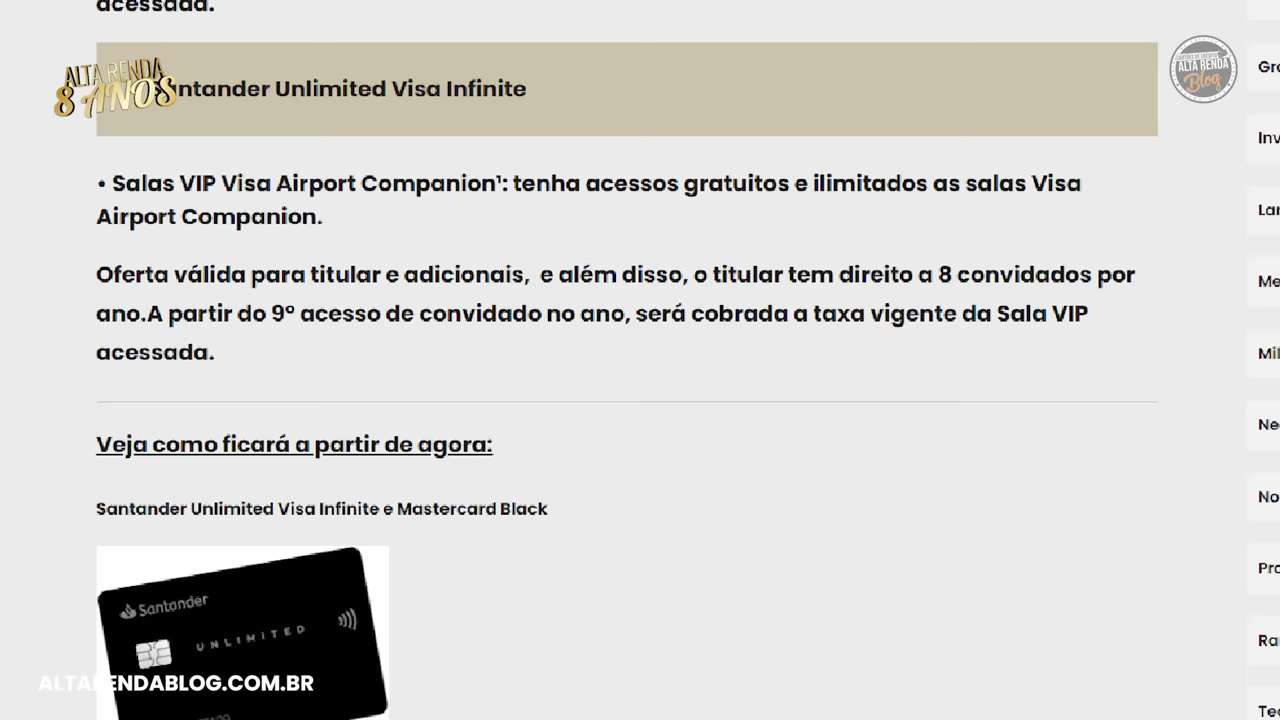 acessada.
ALTA RENDA
8 ANOS
Santander Unlimited Visa Infinite
CARTÕES DE CRÉDITO
ALTA RENDA
Blog
• Salas VIP Visa Airport Companion¹: tenha acessos gratuitos e ilimitados as salas Visa
Airport Companion.
Oferta válida para titular e adicionais,  e além disso, o titular tem direito a 8 convidados por
ano.A partir do 9º acesso de convidado no ano, será cobrada a taxa vigente da Sala VIP
acessada.
Veja como ficará a partir de agora:
Santander Unlimited Visa Infinite e Mastercard Black
Santander
UNLIMITED
ALTARENDABLOG.COM.BR
Gr
Inv
La
Me
Mil
Ne
No
Pr
Ra
Te